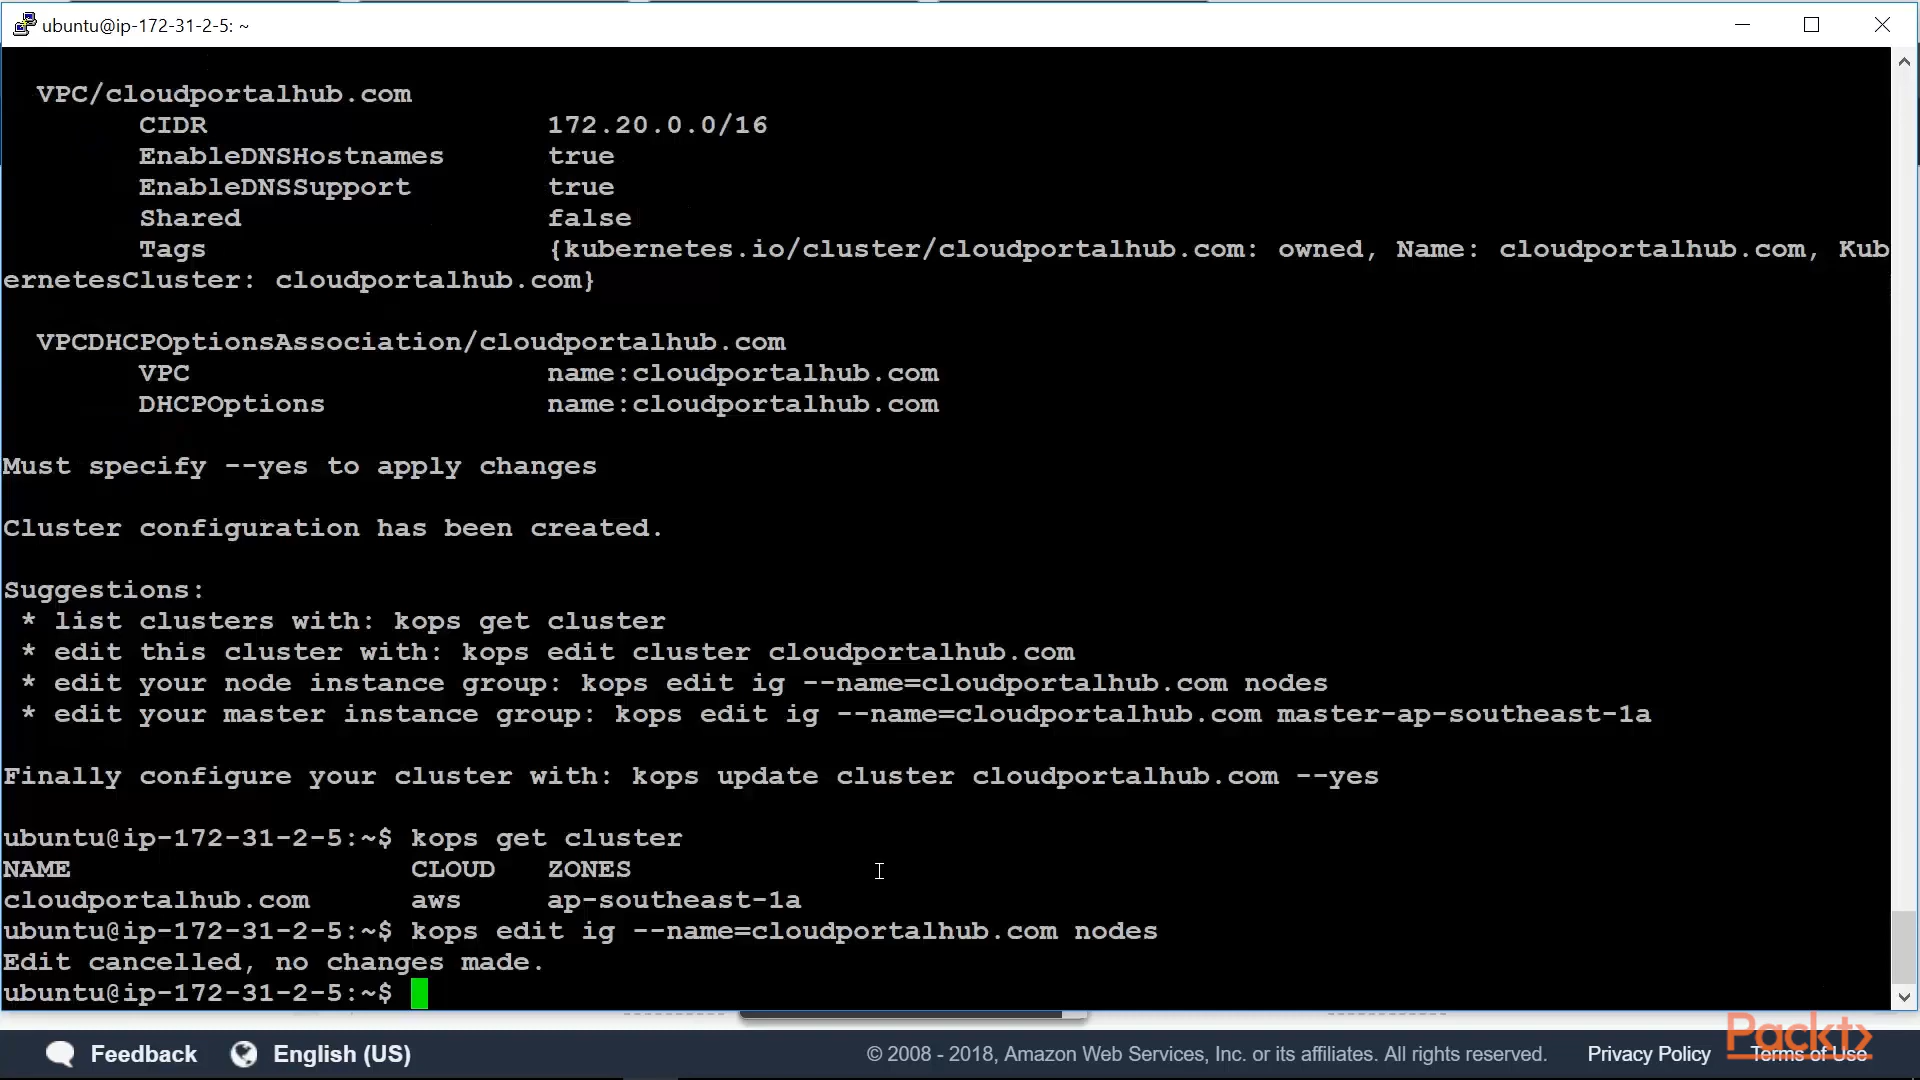 ubuntu@ip-172-31-2-5: ~
VPC/cloudportalhub.com
CIDR 172.20.0.0/16
EnableDNSHostnames true
EnableDNSSupport true
Shared false
Tags {kubernetes.io/cluster/cloudportalhub.com: owned, Name: cloudportalhub.com, Kub
ernetesCluster: cloudportalhub.com}
VPCDHCPOptionsAssociation/cloudportalhub.com
VPC name:cloudportalhub.com
DHCPOptions name:cloudportalhub.com
Must specify --yes to apply changes
Cluster configuration has been created.
Suggestions:
* list clusters with: kops get cluster
* edit this cluster with: kops edit cluster cloudportalhub.com
* edit your node instance group: kops edit ig --name=cloudportalhub.com nodes
* edit your master instance group: kops edit ig --name=cloudportalhub.com master-ap-southeast-1a
Finally configure your cluster with: kops update cluster cloudportalhub.com --yes
ubuntu@ip-172-31-2-5:~$ kops get cluster
NAME CLOUD ZONES
cloudportalhub.com aws ap-southeast-1a
ubuntu@ip-172-31-2-5:~$ kops edit ig --name=cloudportalhub.com nodes
Edit cancelled, no changes made.
ubuntu@ip-172-31-2-5:~$
Feedback English (US) © 2008 - 2018, Amazon Web Services, Inc. or its affiliates. All rights reserved. Privacy Policy Terms of Use
Packt>